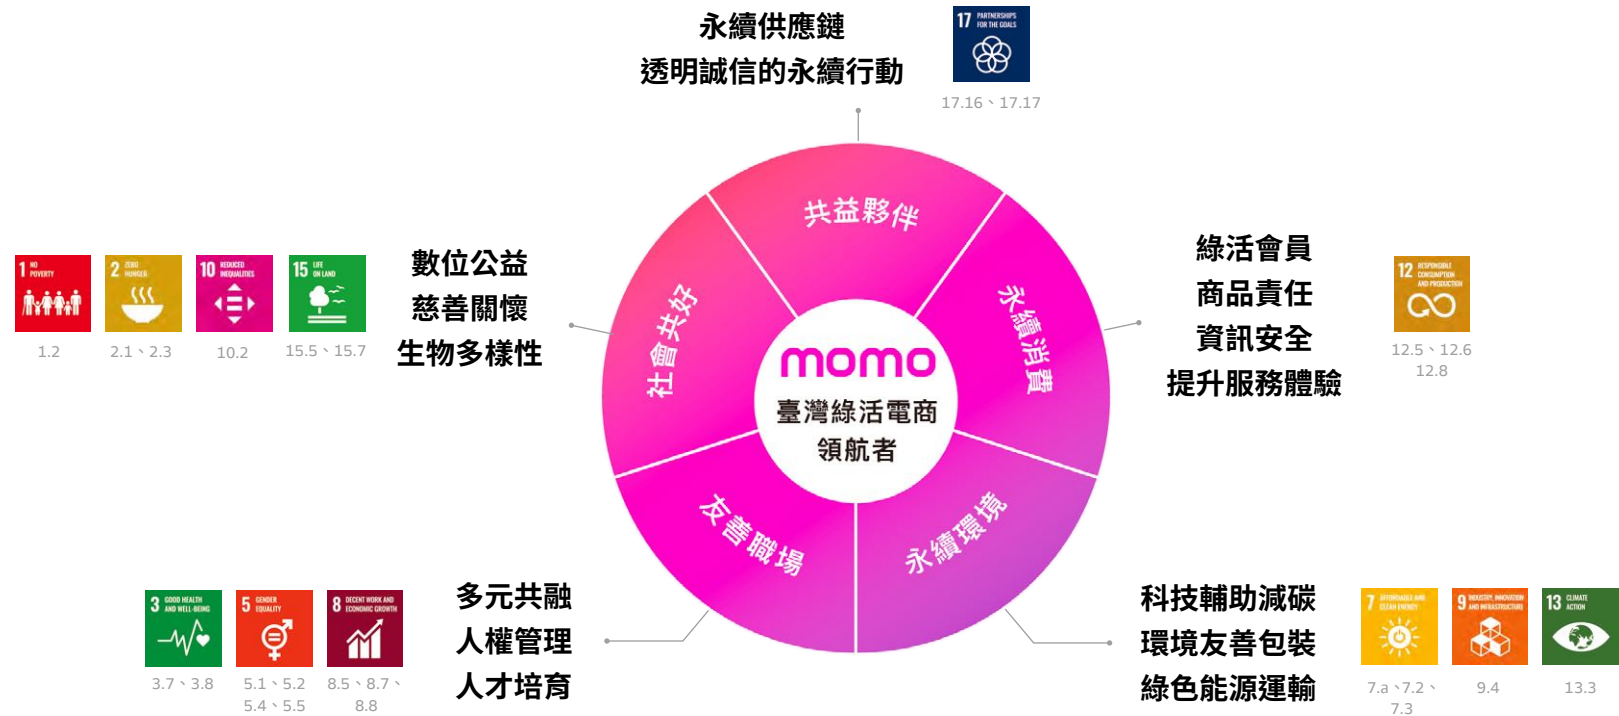 永續供應鏈
透明誠信的永續行動
17 PARTNERSHIPS
FOR THE GOALS
17.16、17.17
共益夥伴
永續消費
永續環境
友善職場
社會共好
momo
臺灣綠活電商
領航者
1 NO
POVERTY
1.2
2 ZERO
HUNGER
2.1、2.3
10 REDUCED
INEQUALITIES
10.2
15 LIFE
ON LAND
15.5、15.7
數位公益
慈善關懷
生物多樣性
綠活會員
商品責任
資訊安全
提升服務體驗
12 RESPONSIBLE
CONSUMPTION
AND PRODUCTION
12.5、12.6
12.8
3 GOOD HEALTH
AND WELL-BEING
3.7、3.8
5 GENDER
EQUALITY
5.1、5.2
5.4、5.5
8 DECENT WORK AND
ECONOMIC GROWTH
8.5、8.7、
8.8
多元共融
人權管理
人才培育
科技輔助減碳
環境友善包裝
綠色能源運輸
7 AFFORDABLE AND
CLEAN ENERGY
7.a、7.2、
7.3
9 INDUSTRY, INNOVATION
AND INFRASTRUCTURE
9.4
13 CLIMATE
ACTION
13.3